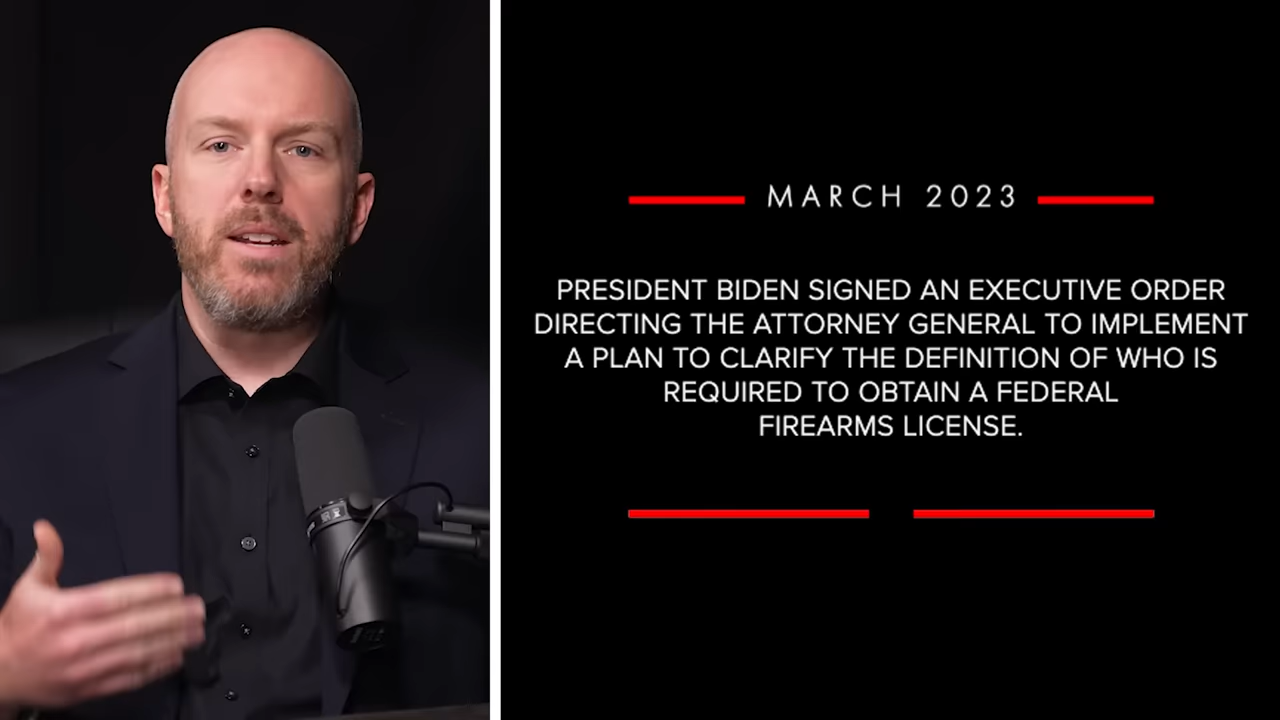 MARCH 2023
PRESIDENT BIDEN SIGNED AN EXECUTIVE ORDER
DIRECTING THE ATTORNEY GENERAL TO IMPLEMENT
A PLAN TO CLARIFY THE DEFINITION OF WHO IS
REQUIRED TO OBTAIN A FEDERAL
FIREARMS LICENSE.